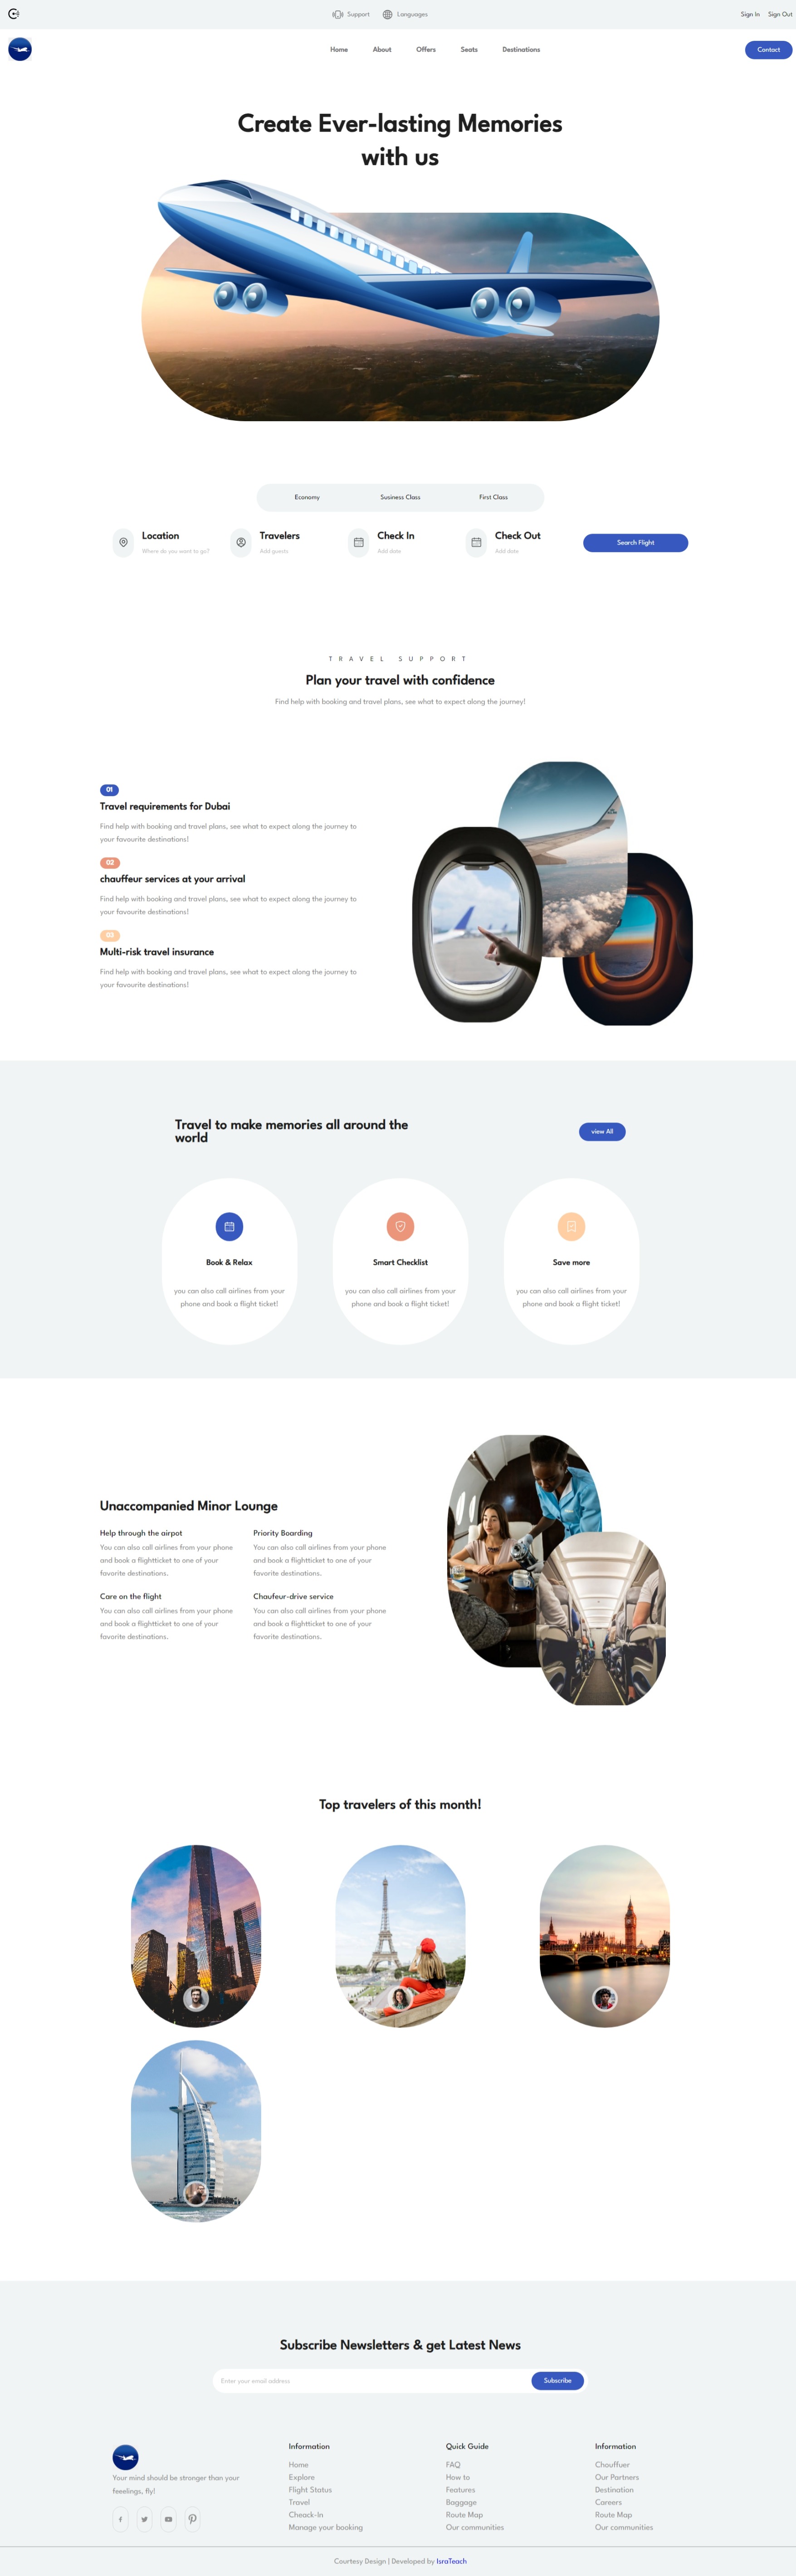 Support Languages Sign In Sign Out
Home About Offers Seats Destinations Contact
Create Ever-lasting Memories
with us
Economy Susiness Class First Class
Location Travelers Check In Check Out
Search Flight
Where do you want to go? Add guests Add date Add date
TRAVEL SUPPORT
Plan your travel with confidence
Find help with booking and travel plans, see what to expect along the journey!
01
Travel requirements for Dubai
Find help with booking and travel plans, see what to expect along the journey to
your favourite destinations!
02
chauffeur services at your arrival
Find help with booking and travel plans, see what to expect along the journey to
your favourite destinations!
03
Multi-risk travel insurance
Find help with booking and travel plans, see what to expect along the journey to
your favourite destinations!
Travel to make memories all around the
world
view All
Book & Relax
you can also call airlines from your
phone and book a flight ticket!
Smart Checklist
you can also call airlines from your
phone and book a flight ticket!
Save more
you can also call airlines from your
phone and book a flight ticket!
Unaccompanied Minor Lounge
Help through the airpot
You can also call airlines from your phone
and book a flightticket to one of your
favorite destinations.
Priority Boarding
You can also call airlines from your phone
and book a flightticket to one of your
favorite destinations.
Care on the flight
You can also call airlines from your phone
and book a flightticket to one of your
favorite destinations.
Chaufeur-drive service
You can also call airlines from your phone
and book a flightticket to one of your
favorite destinations.
Top travelers of this month!
Subscribe Newsletters & get Latest News
Enter your email address Subscribe
Your mind should be stronger than your
feeelings, fly!
Information
Home
Explore
Flight Status
Travel
Cheack-In
Manage your booking
Quick Guide
FAQ
How to
Features
Baggage
Route Map
Our communities
Information
Chouffuer
Our Partners
Destination
Careers
Route Map
Our communities
Courtesy Design | Developed by IsraTeach